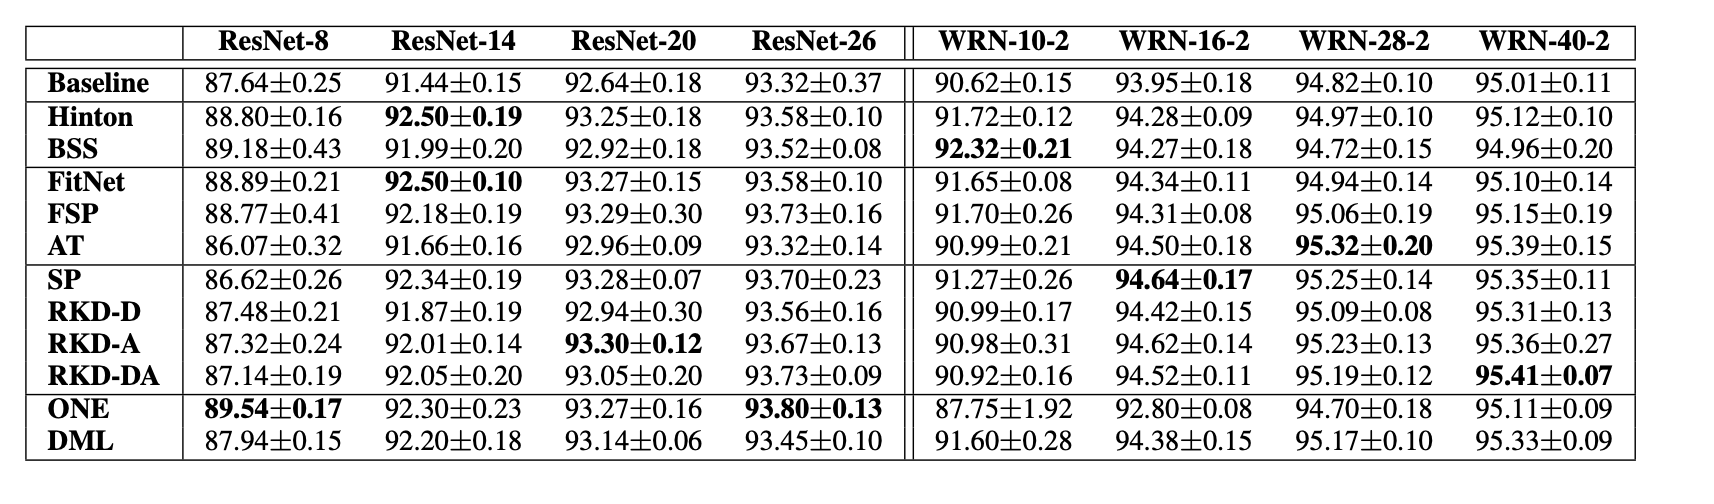 ResNet-8 ResNet-14 ResNet-20 ResNet-26 WRN-10-2 WRN-16-2 WRN-28-2 WRN-40-2
Baseline 87.64±0.25 91.44±0.15 92.64±0.18 93.32±0.37 90.62±0.15 93.95±0.18 94.82±0.10 95.01±0.11
Hinton 88.80±0.16 92.50±0.19 93.25±0.18 93.58±0.10 91.72±0.12 94.28±0.09 94.97±0.10 95.12±0.10
BSS 89.18±0.43 91.99±0.20 92.92±0.18 93.52±0.08 92.32±0.21 94.27±0.18 94.72±0.15 94.96±0.20
FitNet 88.89±0.21 92.50±0.10 93.27±0.15 93.58±0.10 91.65±0.08 94.34±0.11 94.94±0.14 95.10±0.14
FSP 88.77±0.41 92.18±0.19 93.29±0.30 93.73±0.16 91.70±0.26 94.31±0.08 95.06±0.19 95.15±0.19
AT 86.07±0.32 91.66±0.16 92.96±0.09 93.32±0.14 90.99±0.21 94.50±0.18 95.32±0.20 95.39±0.15
SP 86.62±0.26 92.34±0.19 93.28±0.07 93.70±0.23 91.27±0.26 94.64±0.17 95.25±0.14 95.35±0.11
RKD-D 87.48±0.21 91.87±0.19 92.94±0.30 93.56±0.16 90.99±0.17 94.42±0.15 95.09±0.08 95.31±0.13
RKD-A 87.32±0.24 92.01±0.14 93.30±0.12 93.67±0.13 90.98±0.31 94.62±0.14 95.23±0.13 95.36±0.27
RKD-DA 87.14±0.19 92.05±0.20 93.05±0.20 93.73±0.09 90.92±0.16 94.52±0.11 95.19±0.12 95.41±0.07
ONE 89.54±0.17 92.30±0.23 93.27±0.16 93.80±0.13 87.75±1.92 92.80±0.08 94.70±0.18 95.11±0.09
DML 87.94±0.15 92.20±0.18 93.14±0.06 93.45±0.10 91.60±0.28 94.38±0.15 95.17±0.10 95.33±0.09